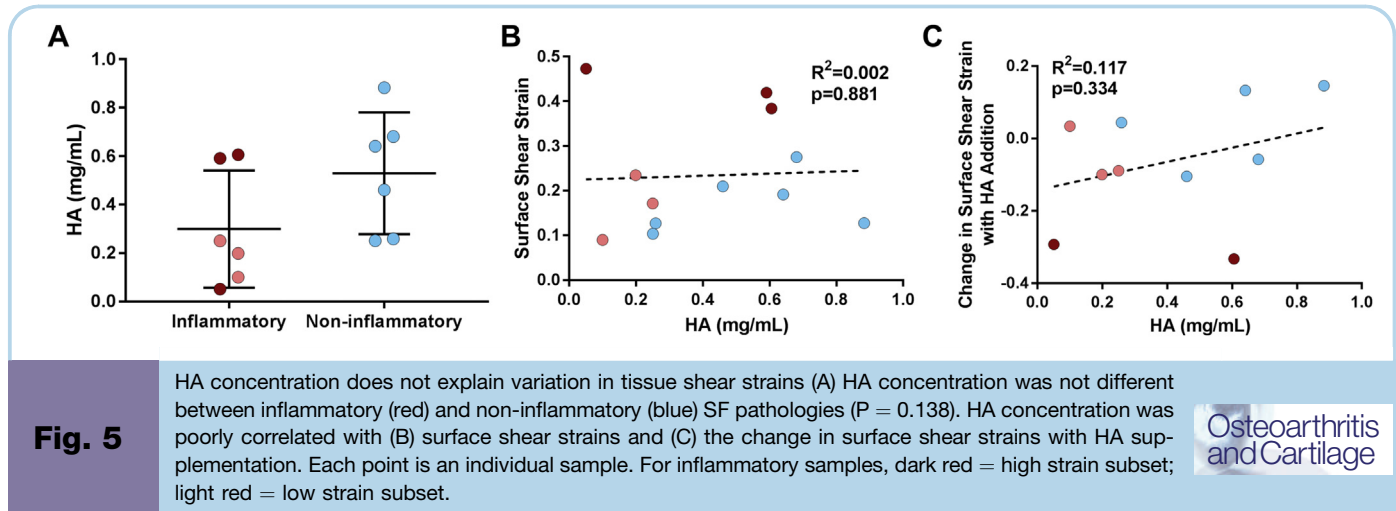 A
HA (mg/mL)
1.0
0.8
0.6
0.4
0.2
0.0
Inflammatory Non-inflammatory
B
Surface Shear Strain
0.5
0.4
0.3
0.2
0.1
0.0
R²=0.002
p=0.881
0.0 0.2 0.4 0.6 0.8 1.0
HA (mg/mL)
C
Change in Surface Shear Strain
with HA Addition
0.2
0.0
-0.2
-0.4
R²=0.117
p=0.334
0.0 0.2 0.4 0.6 0.8 1.0
HA (mg/mL)
Fig. 5
HA concentration does not explain variation in tissue shear strains (A) HA concentration was not different
between inflammatory (red) and non-inflammatory (blue) SF pathologies (P = 0.138). HA concentration was
poorly correlated with (B) surface shear strains and (C) the change in surface shear strains with HA sup-
plementation. Each point is an individual sample. For inflammatory samples, dark red = high strain subset;
light red = low strain subset.
Osteoarthritis
and Cartilage